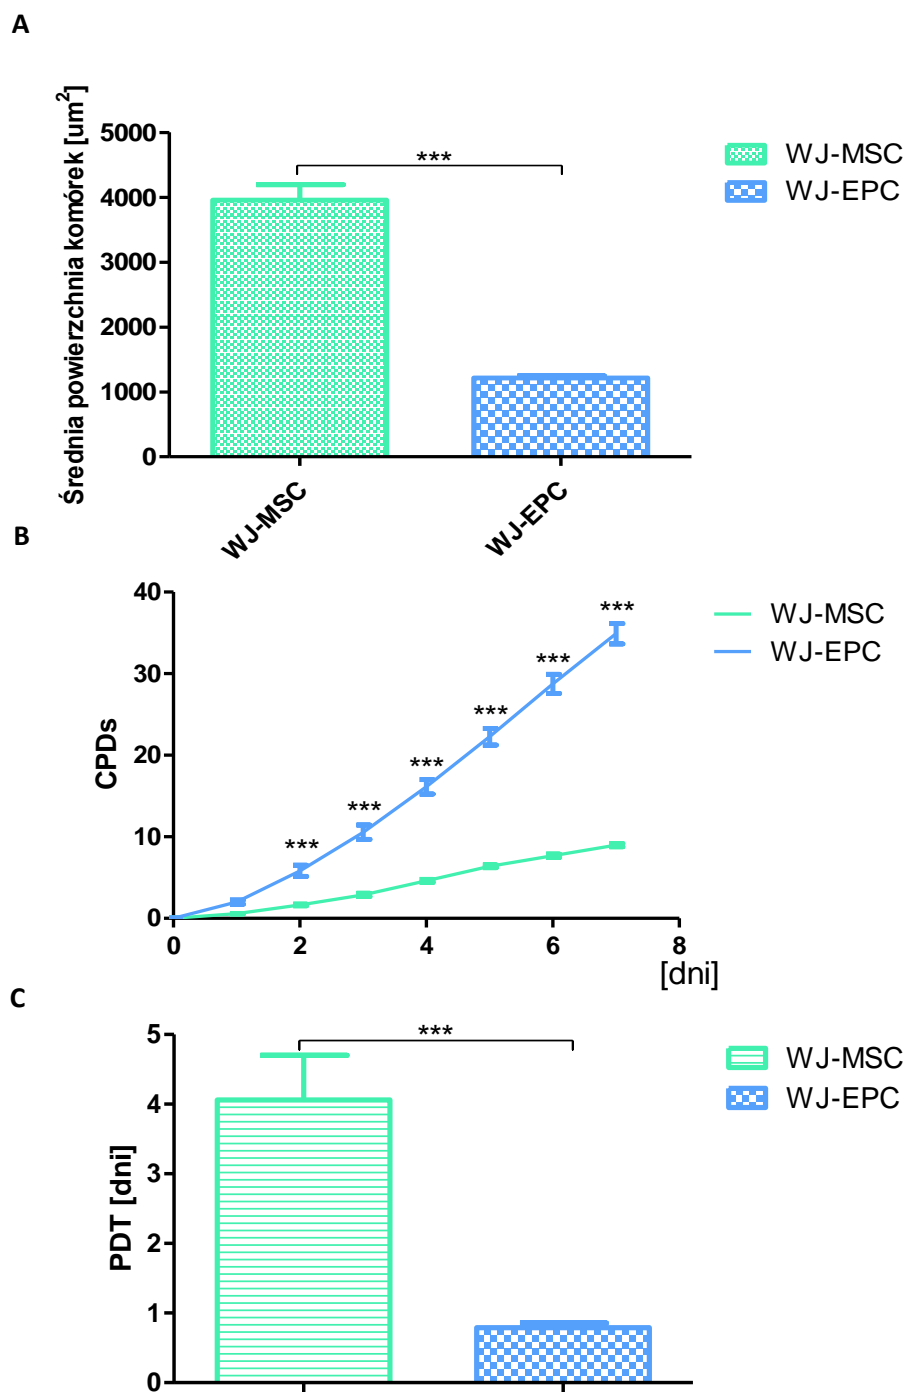 A
Średnia powierzchnia komórek [um²]
5000
4000
3000
2000
1000
0
***
WJ-MSC
WJ-EPC
WJ-MSC
WJ-EPC
B
CPDs
40
30
20
10
0
***
***
***
***
***
***
WJ-MSC
WJ-EPC
0 2 4 6 8
[dni]
C
PDT [dni]
5
4
3
2
1
0
***
WJ-MSC
WJ-EPC